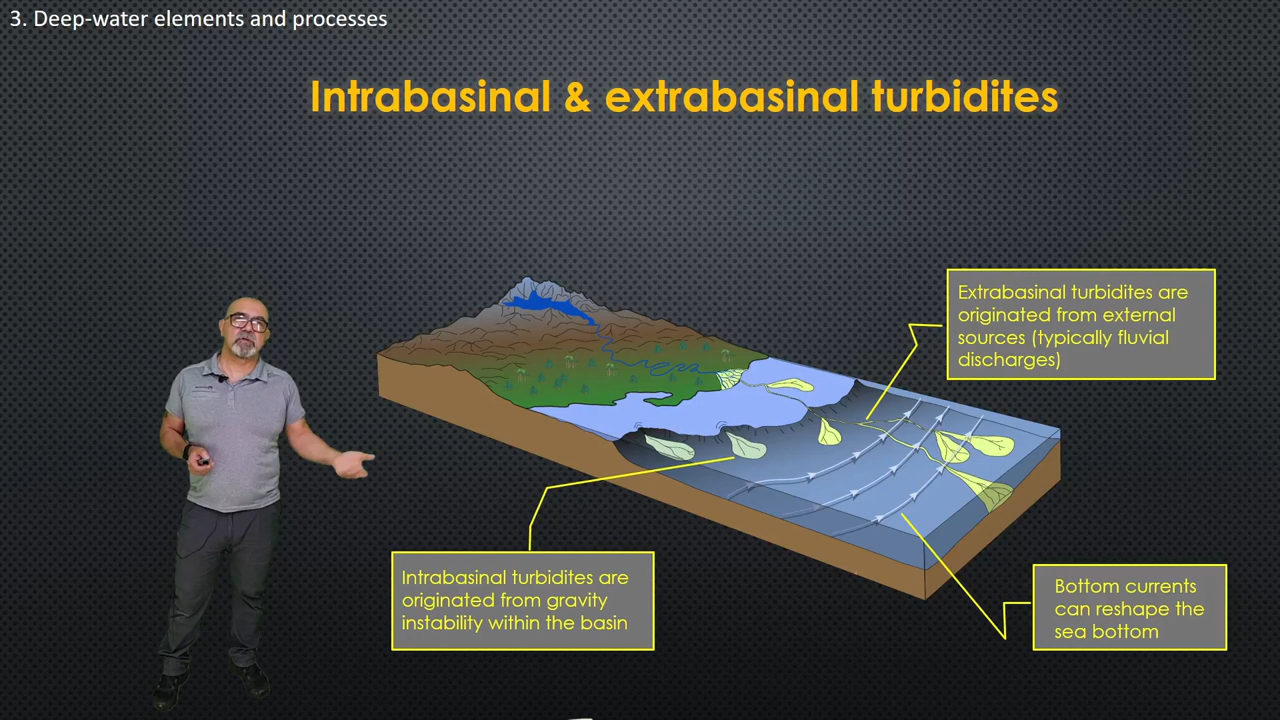 3. Deep-water elements and processes
Intrabasinal & extrabasinal turbidites
Extrabasinal turbidites are
originated from external
sources (typically fluvial
discharges)
Intrabasinal turbidites are
originated from gravity
instability within the basin
Bottom currents
can reshape the
sea bottom